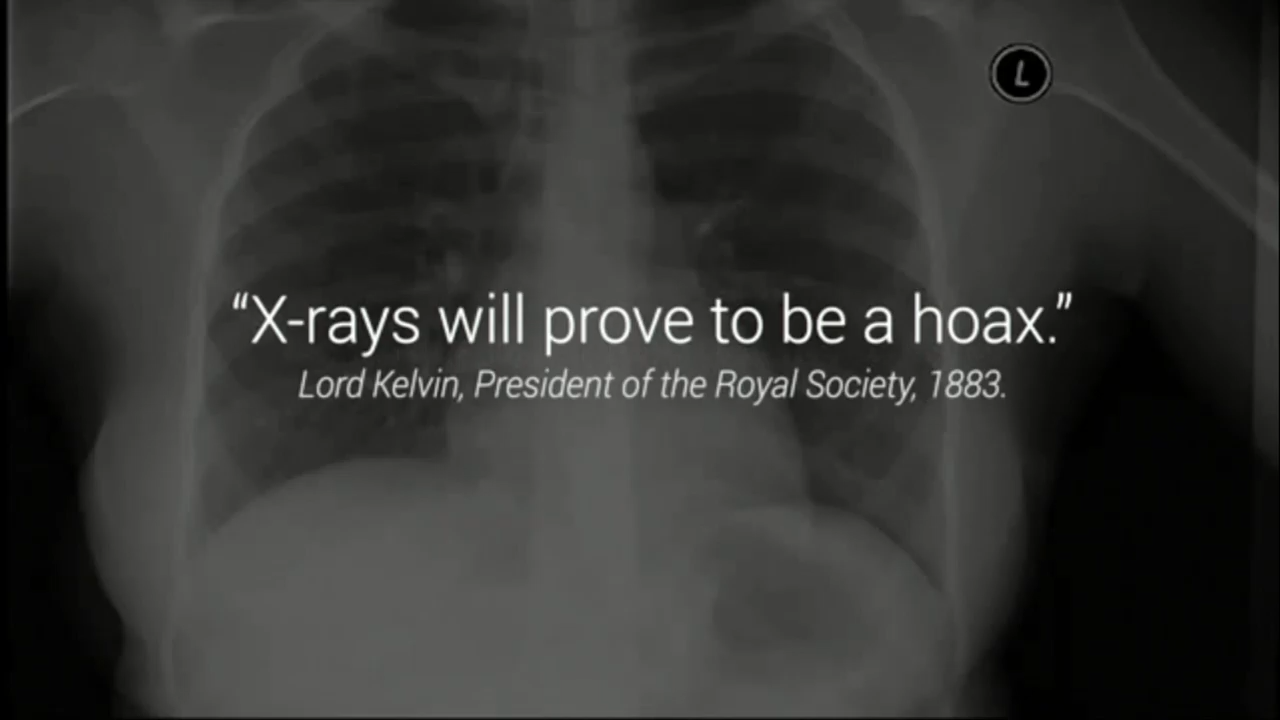 L
“X-rays will prove to be a hoax.”
Lord Kelvin, President of the Royal Society, 1883.